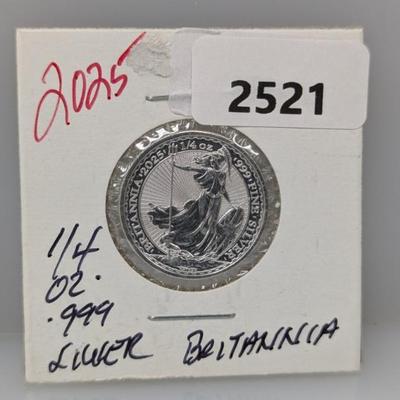 2025
2521
BRITANNIA · 2025 · 1/4 oz · 999 · FINE SILVER
1/4
oz.
.999
SILVER BRITANNIA